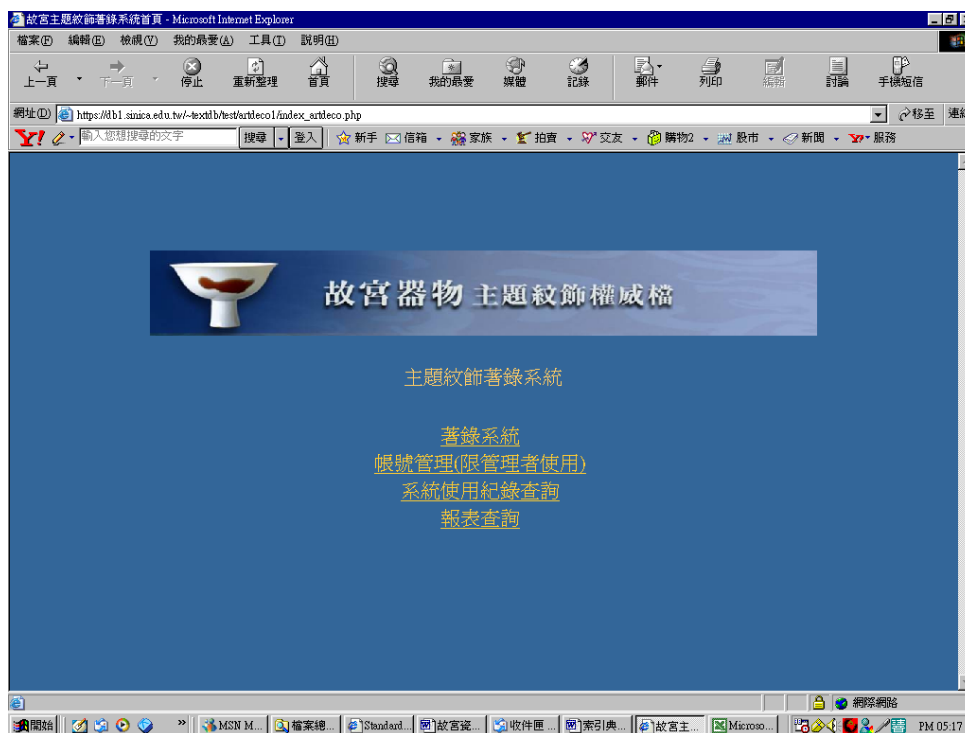 故宮主題紋飾著錄系統首頁 - Microsoft Internet Explorer
檔案(F) 編輯(E) 檢視(V) 我的最愛(A) 工具(T) 說明(H)
上一頁 下一頁 停止 重新整理 首頁 搜尋 我的最愛 媒體 記錄 郵件 列印 編輯 討論 手機短信
網址(D) https://db1.sinica.edu.tw/~textdb/test/artdeco1/index_artdeco.php 移至 連結
Y! 輸入您想搜尋的文字 搜尋 登入 新手 信箱 家族 拍賣 交友 購物2 股市 新聞 服務
故宮器物 主題紋飾權威檔
主題紋飾著錄系統
著錄系統
帳號管理(限管理者使用)
系統使用紀錄查詢
報表查詢
網際網路
開始 » MSN M... 檔案總... Standard... 故宮瓷... 收件匣 ... 索引典... 故宮主... Microso... PM 05:17